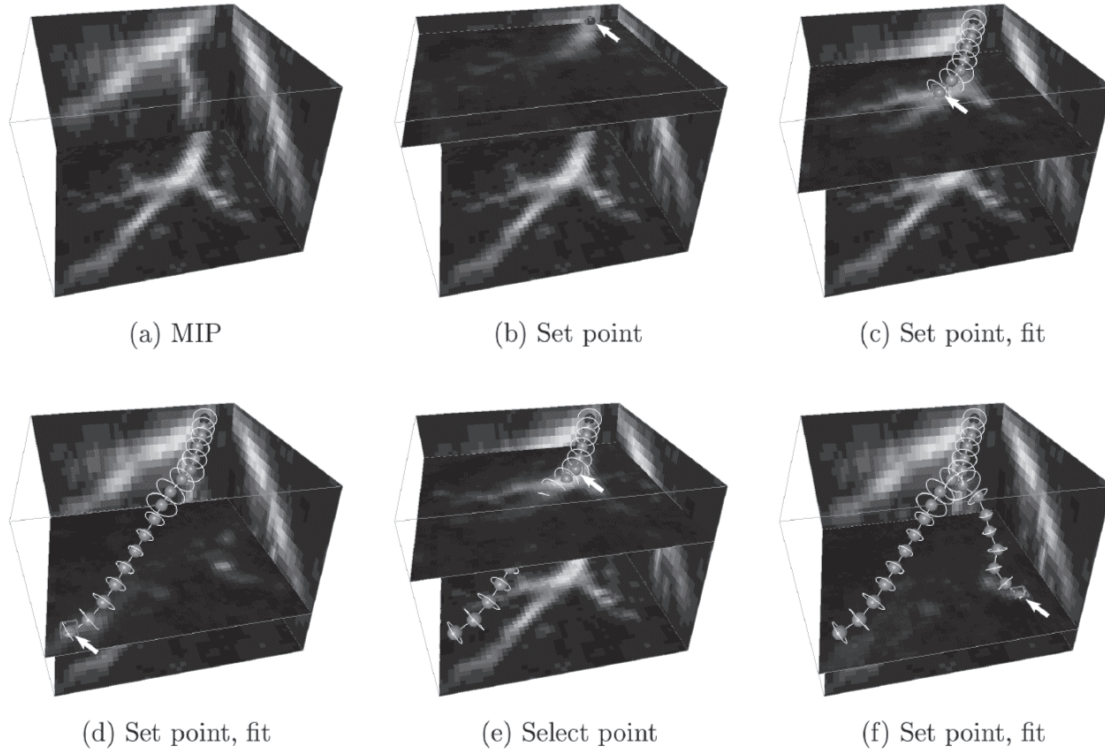 (a) MIP
(b) Set point
(c) Set point, fit
(d) Set point, fit
(e) Select point
(f) Set point, fit